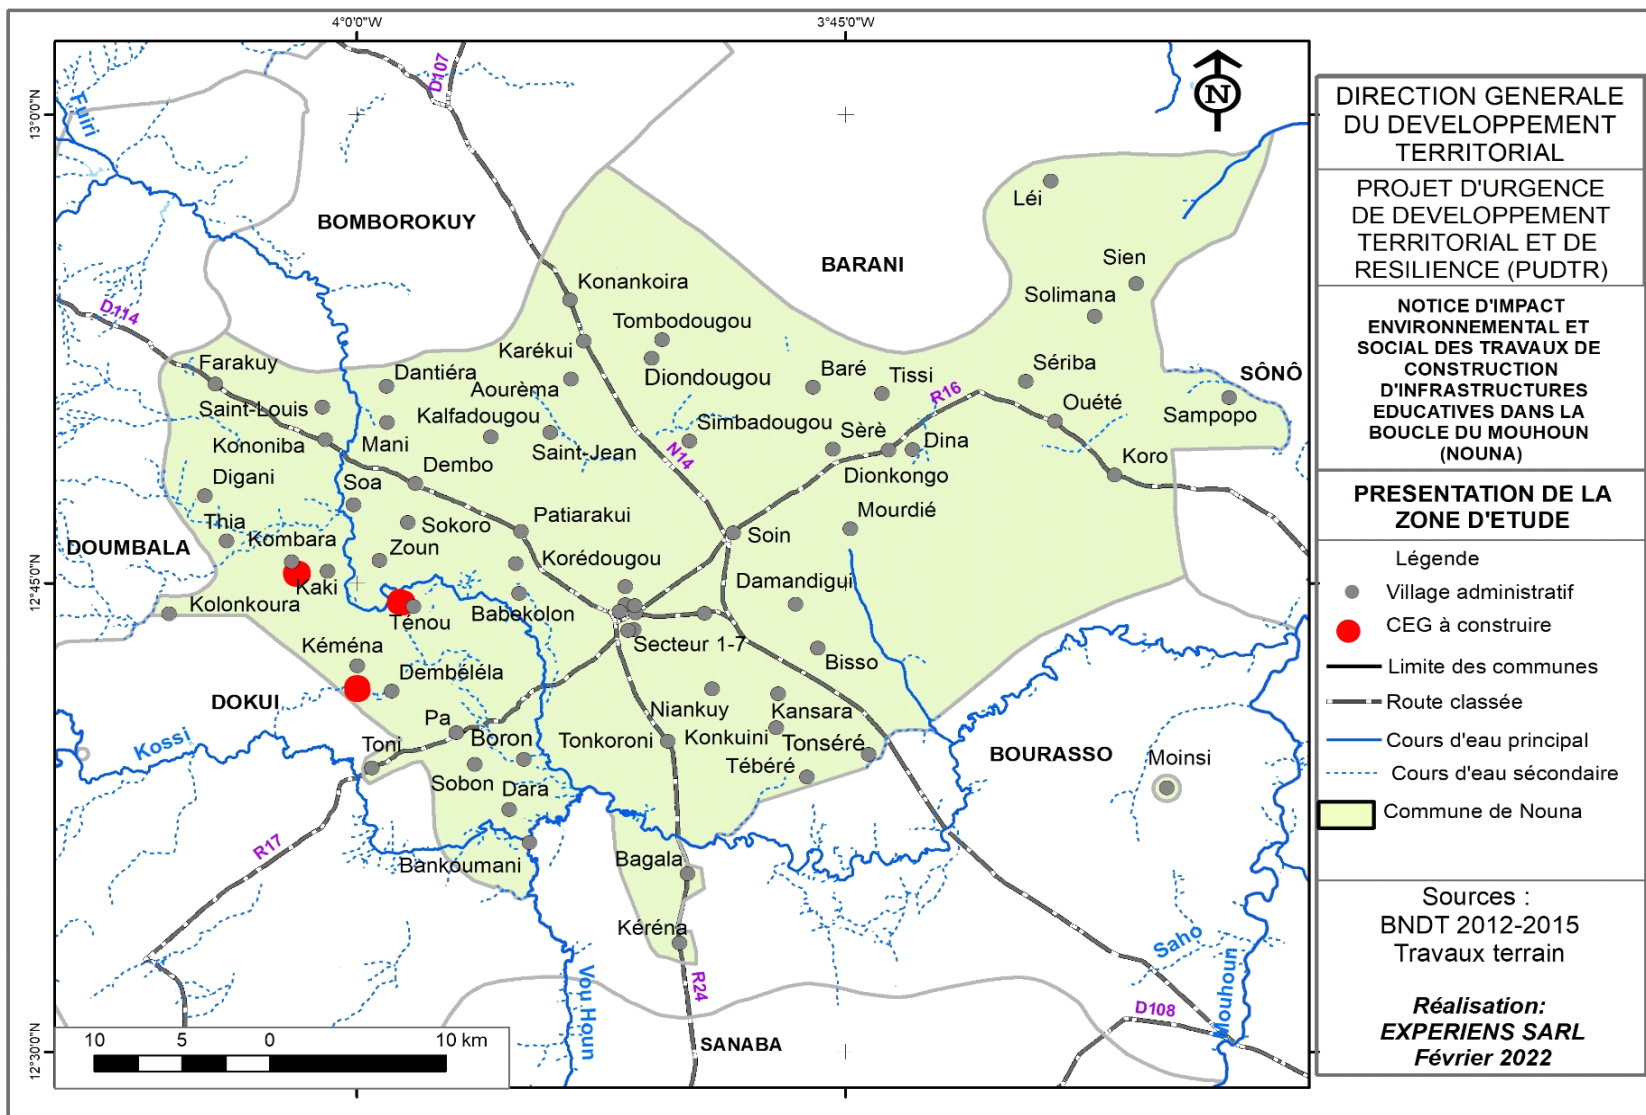 4°0'0"W
3°45'0"W
13°0'0"N
12°45'0"N
12°30'0"N
D107
Fuiri
N
BOMBOROKUY
BARANI
Léi
Sien
Solimana
Konankoira
D114
Tombodougou
Karékui
Farakuy
Dantiéra
Aourèma
Diondougou
Baré
Tissi
Sériba
SÔNÔ
R16
Saint-Louis
Kalfadougou
Simbadougou
Ouété
Sampopo
Kononiba
Mani
Saint-Jean
N14
Sèrè
Dina
Digani
Dembo
Dionkongo
Koro
Soa
Thia
Sokoro
Patiarakui
Soin
Mourdié
DOUMBALA
Kombara
Zoun
Korédougou
Kaki
Damandigui
Kolonkoura
Ténou
Babekolon
Kéména
Secteur 1-7
Bisso
Dembéléla
DOKUI
Niankuy
Kansara
Pa
Kossi
Toni
Boron
Tonkoroni
Konkuini
Tonséré
BOURASSO
Moinsi
Tébéré
Sobon
Dara
R17
Bankoumani
Bagala
Kéréna
Saho
Vou Houn
R24
Mouhoun
D108
SANABA
10
5
0
10 km
DIRECTION GENERALE
DU DEVELOPPEMENT
TERRITORIAL
PROJET D'URGENCE
DE DEVELOPPEMENT
TERRITORIAL ET DE
RESILIENCE (PUDTR)
NOTICE D'IMPACT
ENVIRONNEMENTAL ET
SOCIAL DES TRAVAUX DE
CONSTRUCTION
D'INFRASTRUCTURES
EDUCATIVES DANS LA
BOUCLE DU MOUHOUN
(NOUNA)
PRESENTATION DE LA
ZONE D'ETUDE
Légende
Village administratif
CEG à construire
Limite des communes
Route classée
Cours d'eau principal
Cours d'eau sécondaire
Commune de Nouna
Sources :
BNDT 2012-2015
Travaux terrain
Réalisation:
EXPERIENS SARL
Février 2022